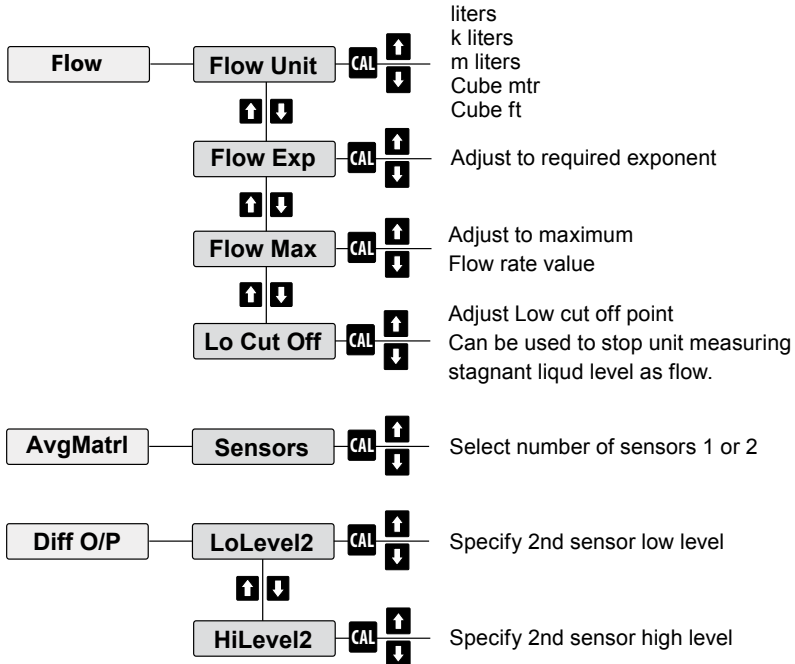 liters
k liters
m liters
Cube mtr
Cube ft
Flow
Flow Unit
CAL
Flow Exp
CAL
Adjust to required exponent
Flow Max
CAL
Adjust to maximum
Flow rate value
Lo Cut Off
CAL
Adjust Low cut off point
Can be used to stop unit measuring
stagnant liqud level as flow.
AvgMatrl
Sensors
CAL
Select number of sensors 1 or 2
Diff O/P
LoLevel2
CAL
Specify 2nd sensor low level
HiLevel2
CAL
Specify 2nd sensor high level